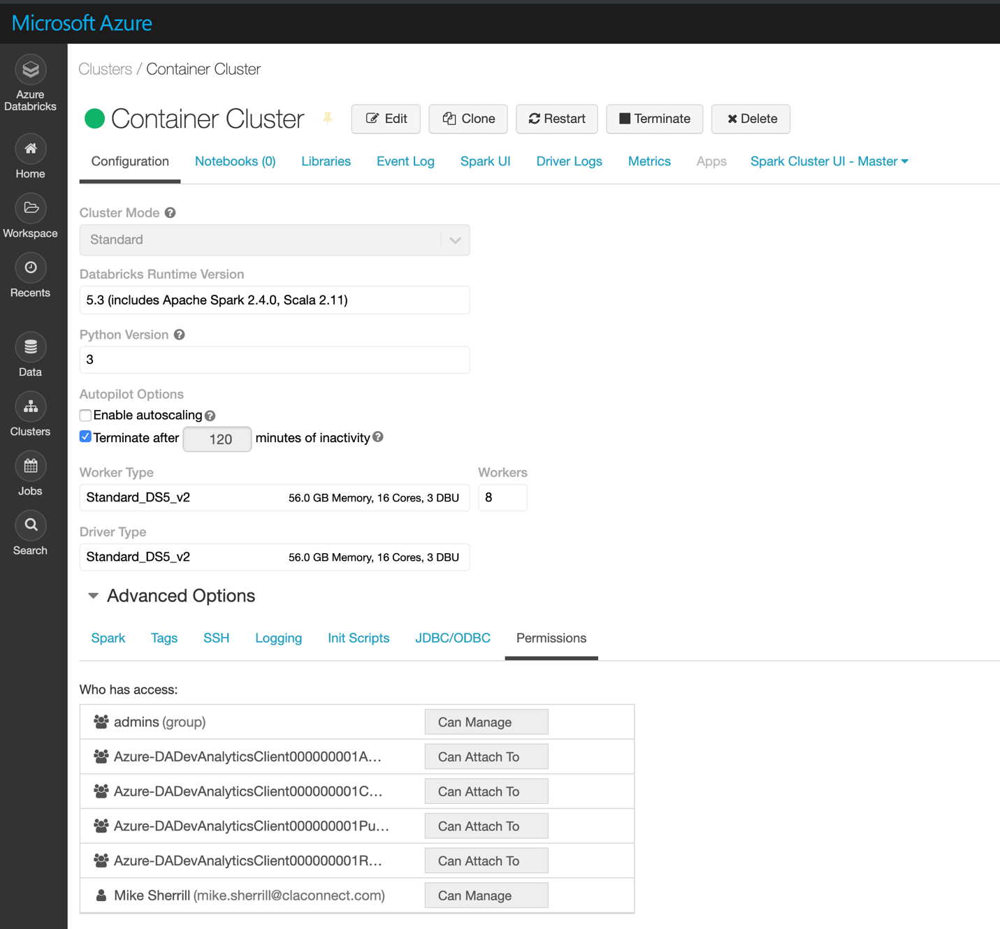 Microsoft Azure
Azure
Databricks
Home
Workspace
Recents
Data
Clusters
Jobs
Search
Clusters / Container Cluster
Container Cluster Edit Clone Restart Terminate Delete
Configuration Notebooks (0) Libraries Event Log Spark UI Driver Logs Metrics Apps Spark Cluster UI - Master
Cluster Mode ?
Standard
Databricks Runtime Version
5.3 (includes Apache Spark 2.4.0, Scala 2.11)
Python Version ?
3
Autopilot Options
Enable autoscaling ?
Terminate after 120 minutes of inactivity ?
Worker Type Workers
Standard_DS5_v2 56.0 GB Memory, 16 Cores, 3 DBU 8
Driver Type
Standard_DS5_v2 56.0 GB Memory, 16 Cores, 3 DBU
Advanced Options
Spark Tags SSH Logging Init Scripts JDBC/ODBC Permissions
Who has access:
admins (group) Can Manage
Azure-DADevAnalyticsClient000000001A... Can Attach To
Azure-DADevAnalyticsClient000000001C... Can Attach To
Azure-DADevAnalyticsClient000000001Pu... Can Attach To
Azure-DADevAnalyticsClient000000001R... Can Attach To
Mike Sherrill (mike.sherrill@claconnect.com) Can Manage